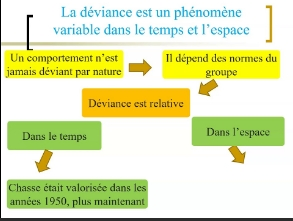 La déviance est un phénomène
variable dans le temps et l'espace
Un comportement n'est
jamais déviant par nature
Il dépend des normes du
groupe
Déviance est relative
Dans le temps
Dans l'espace
Chasse était valorisée dans les
années 1950, plus maintenant